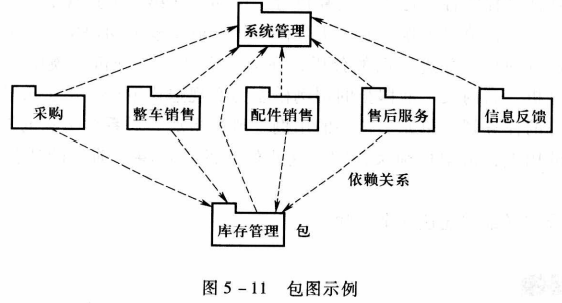 系统管理
采购
整车销售
配件销售
售后服务
信息反馈
依赖关系
库存管理
包
图5-11 包图示例